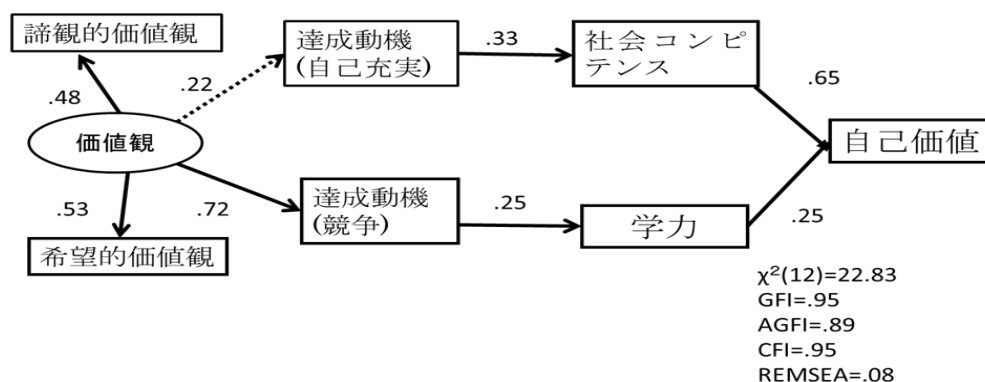 諦観的価値観
達成動機
(自己充実)
.33
社会コンピ
テンス
.22
.48
.65
価値観
自己価値
.53
.72
達成動機
(競争)
.25
学力
.25
希望的価値観
χ²(12)=22.83
GFI=.95
AGFI=.89
CFI=.95
REMSEA=.08